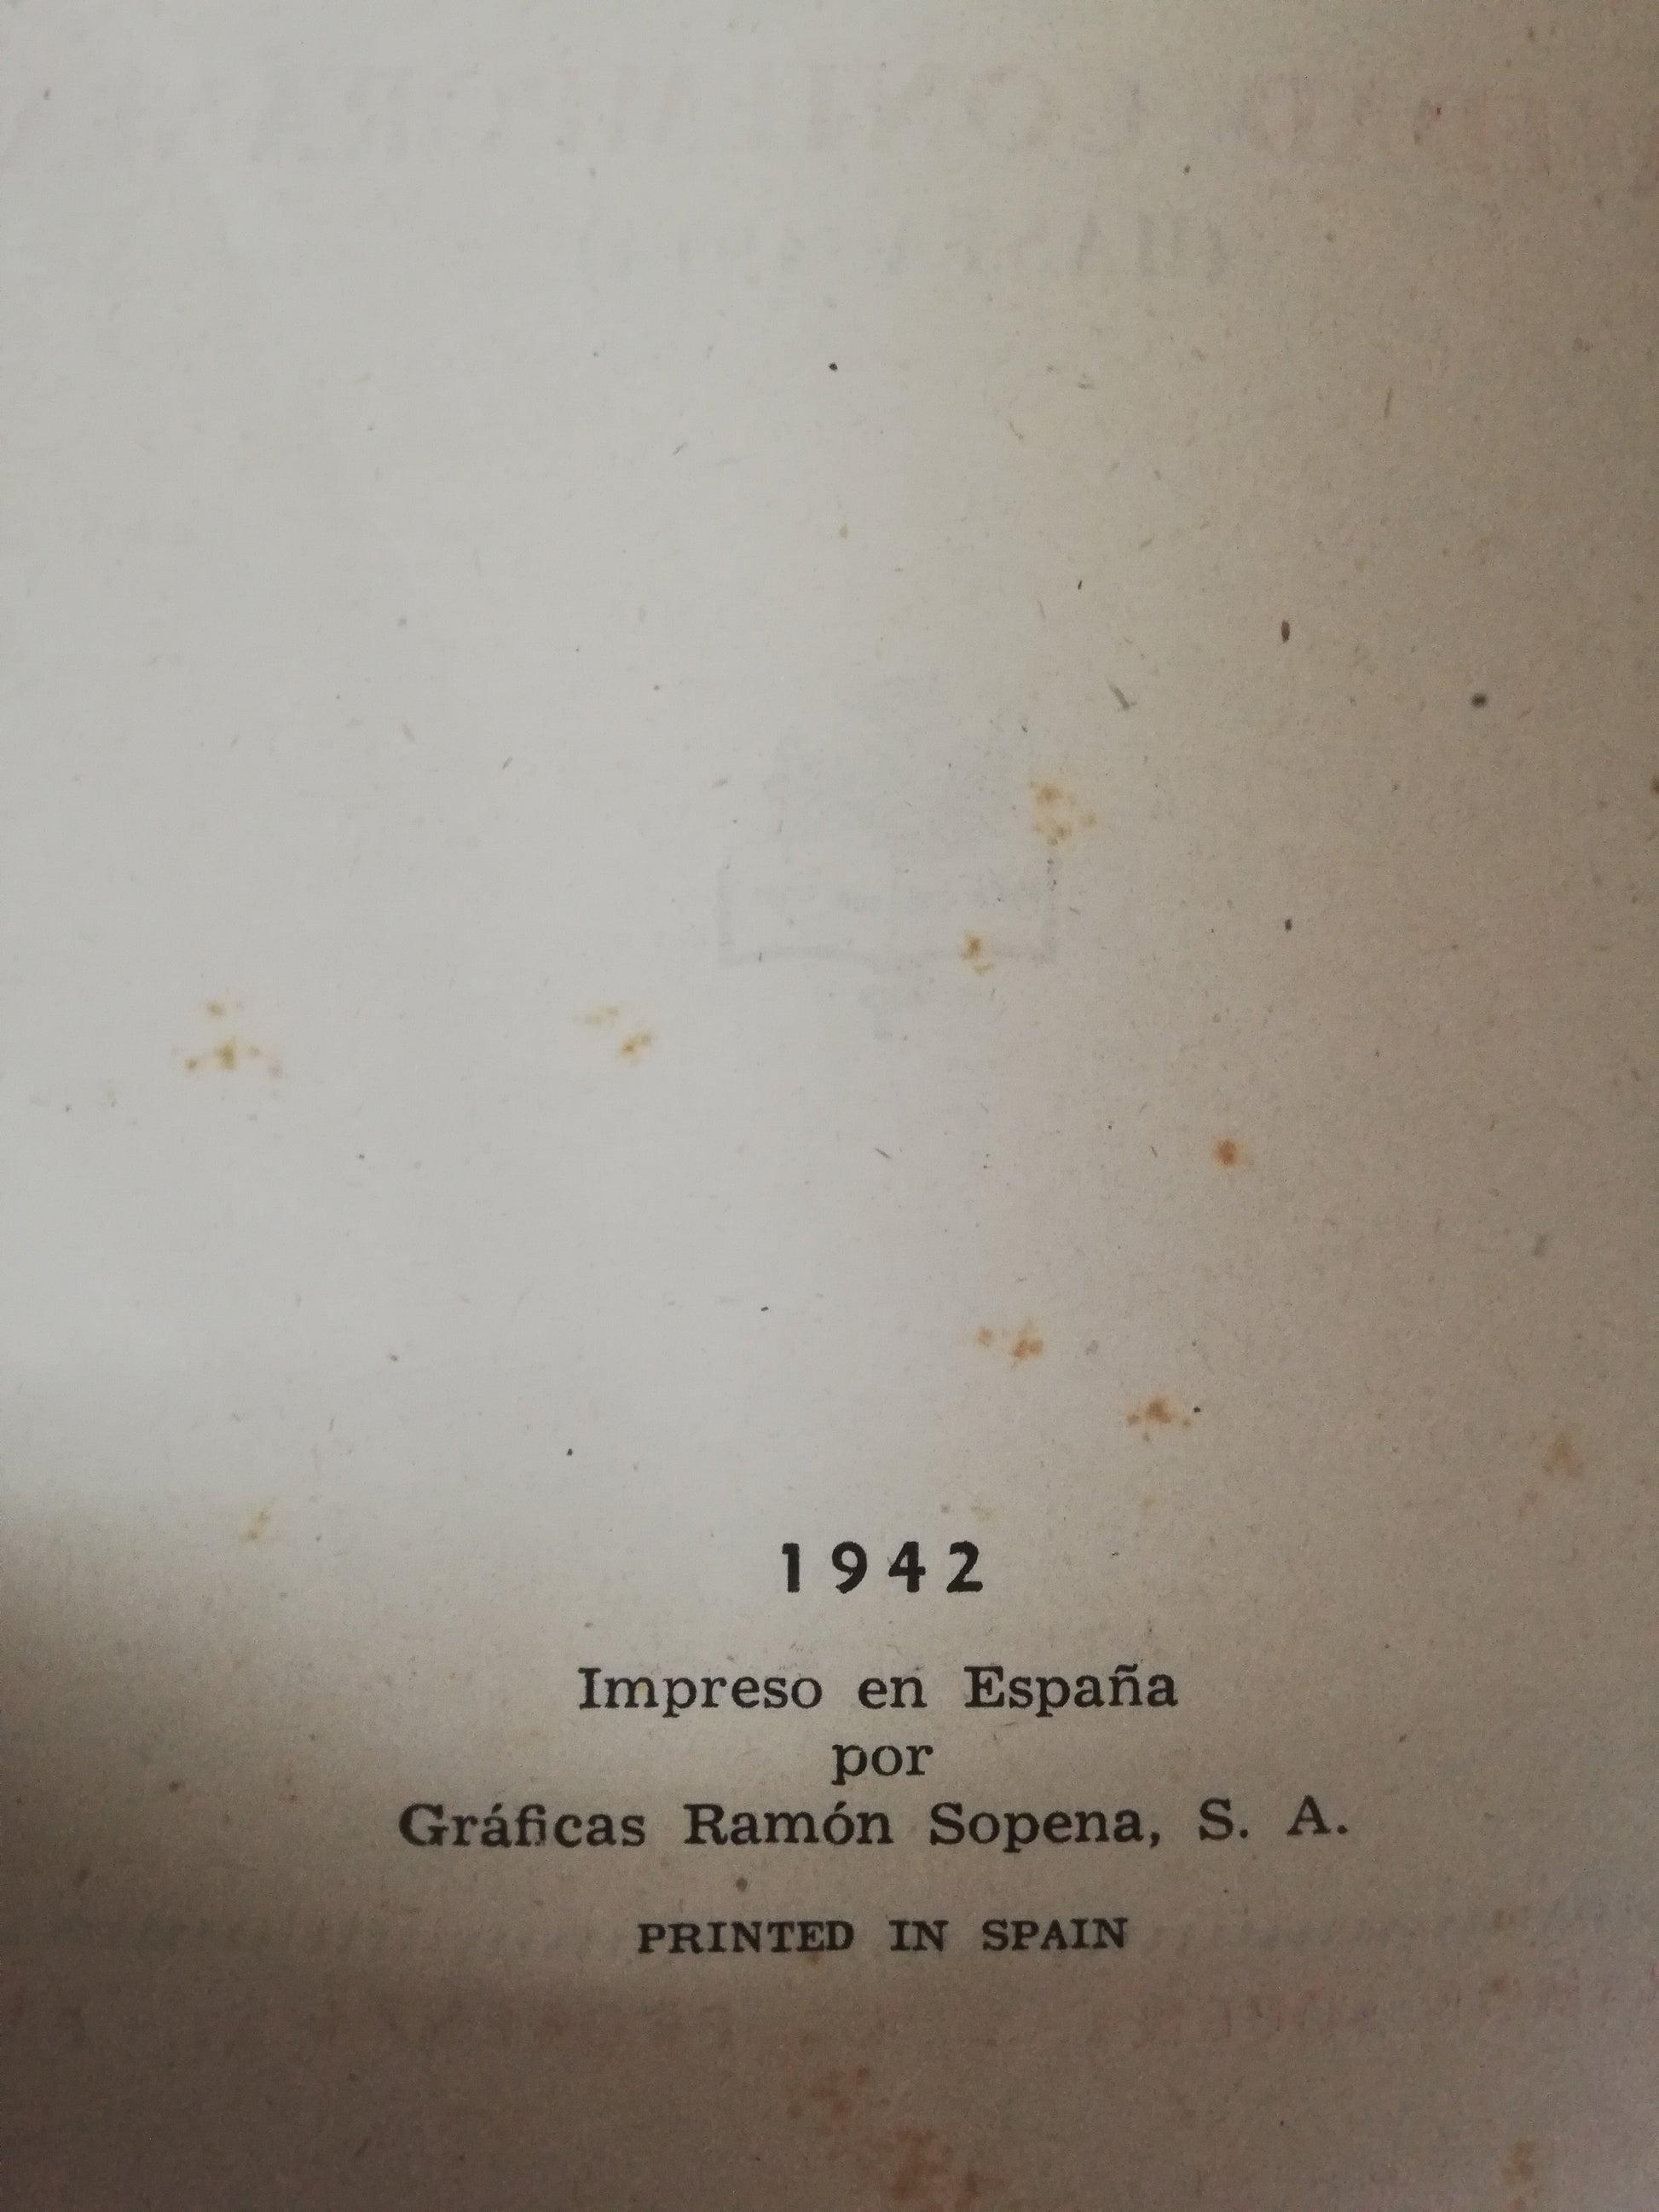 1942
Impreso en España
por
Gráficas Ramón Sopena, S. A.
PRINTED IN SPAIN